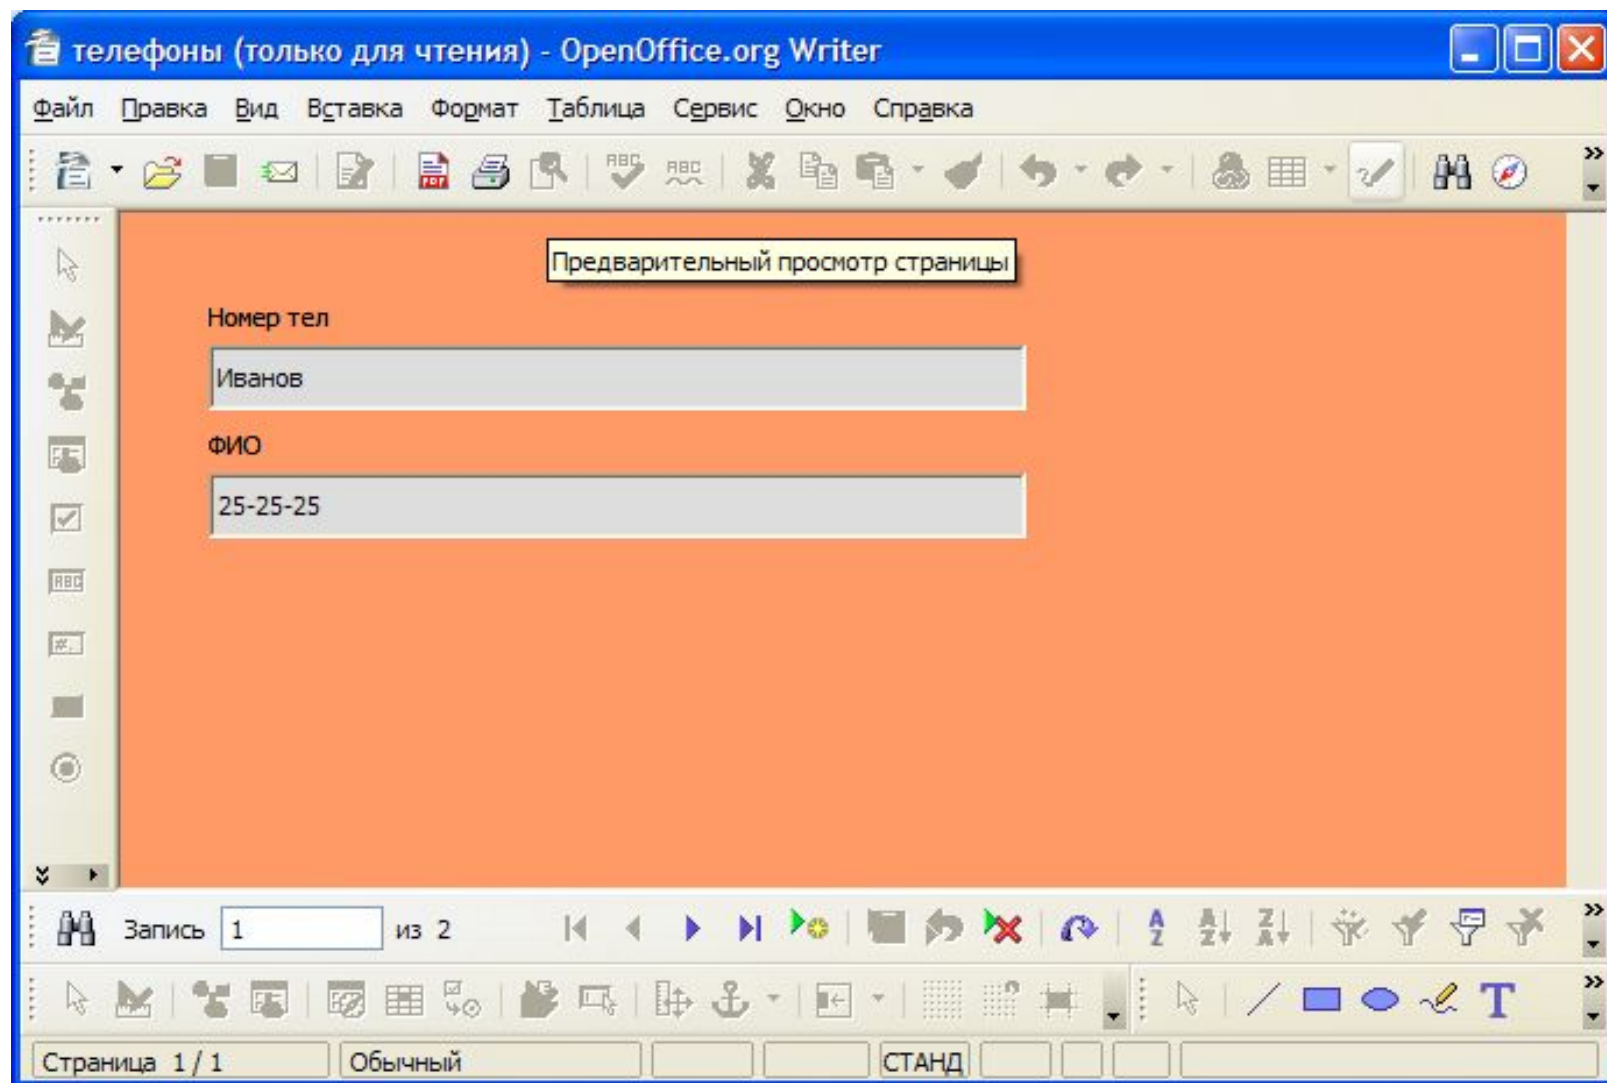 телефоны (только для чтения) - OpenOffice.org Writer
Файл Правка Вид Вставка Формат Таблица Сервис Окно Справка
Предварительный просмотр страницы
Номер тел
Иванов
ФИО
25-25-25
Запись 1 из 2
Страница 1 / 1 Обычный СТАНД